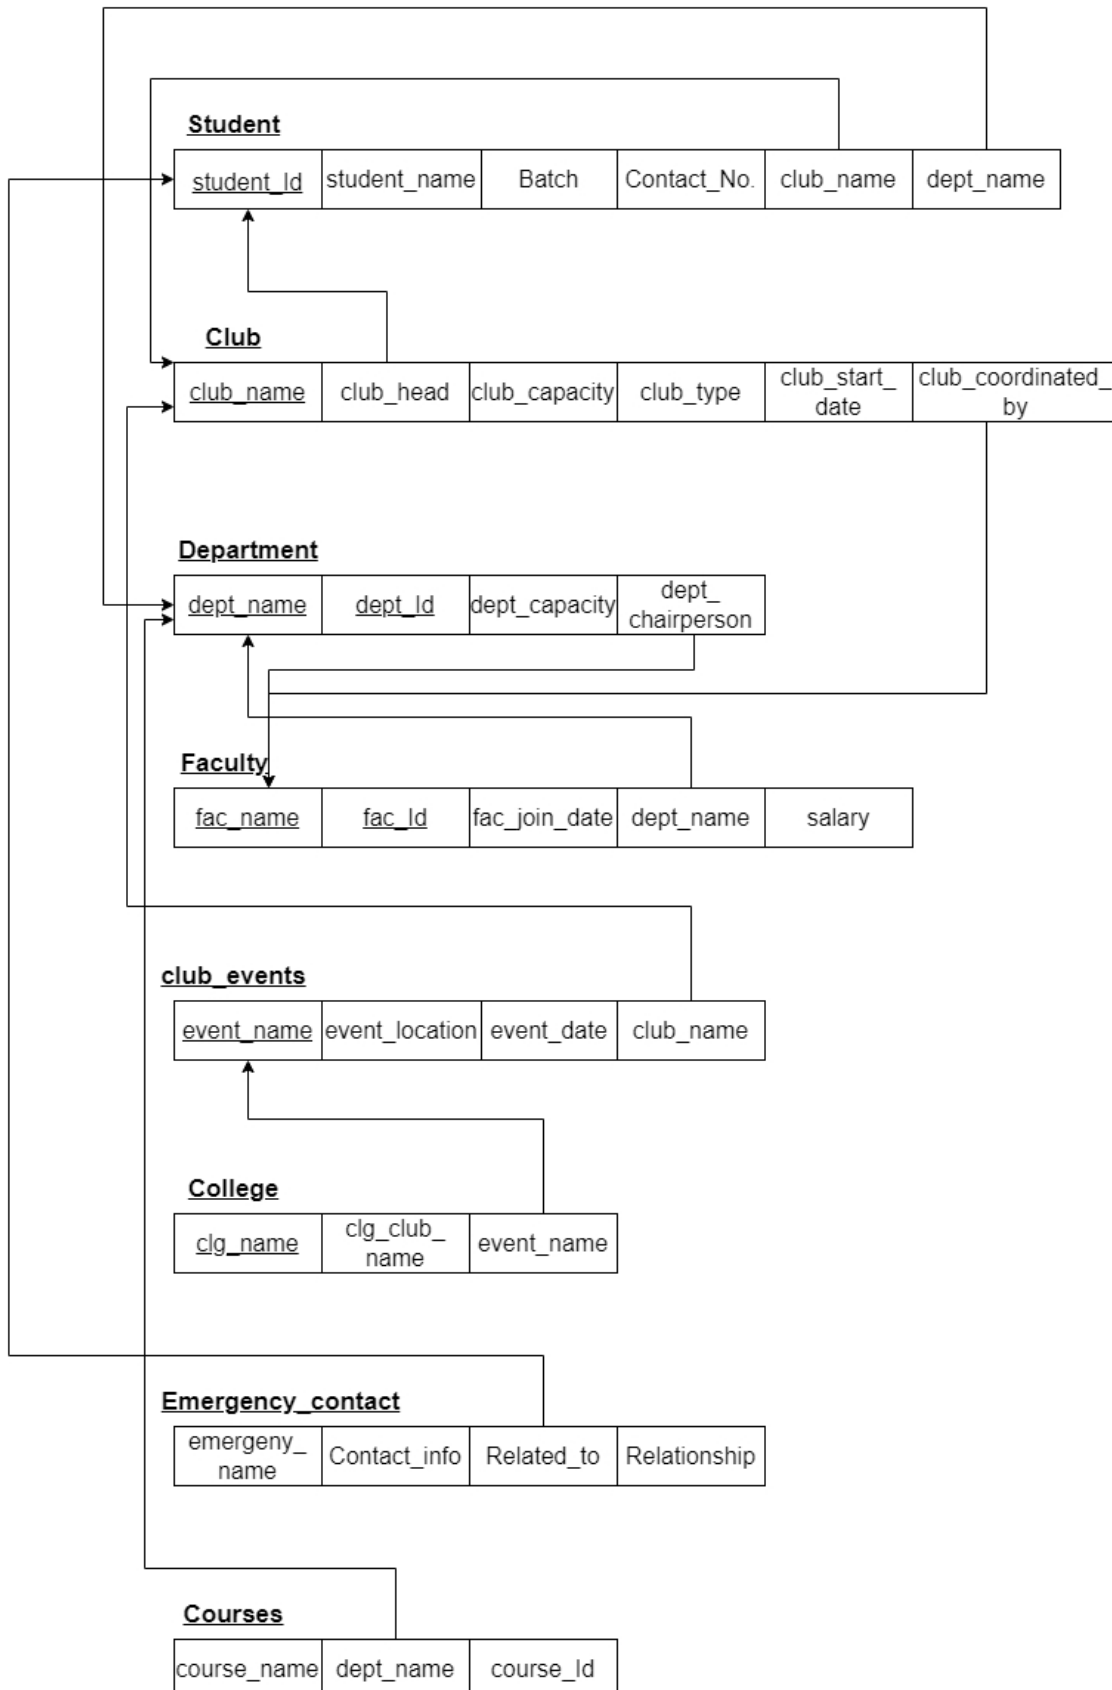 Student
student_Id student_name Batch Contact_No. club_name dept_name
Club
club_name club_head club_capacity club_type club_start_
date club_coordinated_
by
Department
dept_name dept_Id dept_capacity dept_
chairperson
Faculty
fac_name fac_Id fac_join_date dept_name salary
club_events
event_name event_location event_date club_name
College
clg_name clg_club_
name event_name
Emergency_contact
emergeny_
name Contact_info Related_to Relationship
Courses
course_name dept_name course_Id